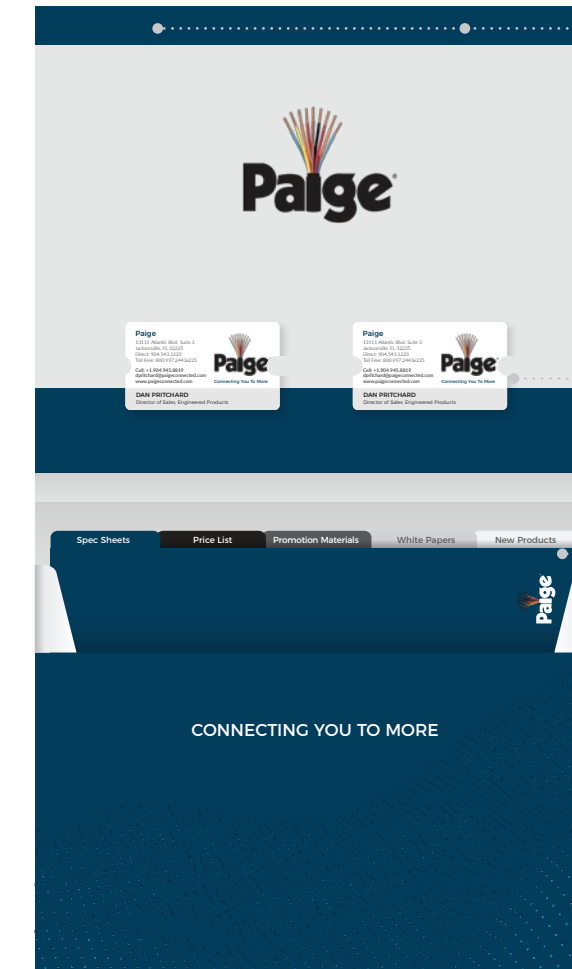 Paige
Paige
13111 Atlantic Blvd, Suite 3
Jacksonville, FL 32225
Direct: 904.543.1223
Toll Free: 800.997.2443x225
Cell: +1.904.945.8819
dpritchard@paigeconnected.com
www.paigeconnected.com
Paige
Connecting You To More
DAN PRITCHARD
Director of Sales, Engineered Products
Paige
13111 Atlantic Blvd, Suite 3
Jacksonville, FL 32225
Direct: 904.543.1223
Toll Free: 800.997.2443x225
Cell: +1.904.945.8819
dpritchard@paigeconnected.com
www.paigeconnected.com
Paige
Connecting You To More
DAN PRITCHARD
Director of Sales, Engineered Products
Spec Sheets
Price List
Promotion Materials
White Papers
New Products
Paige
CONNECTING YOU TO MORE